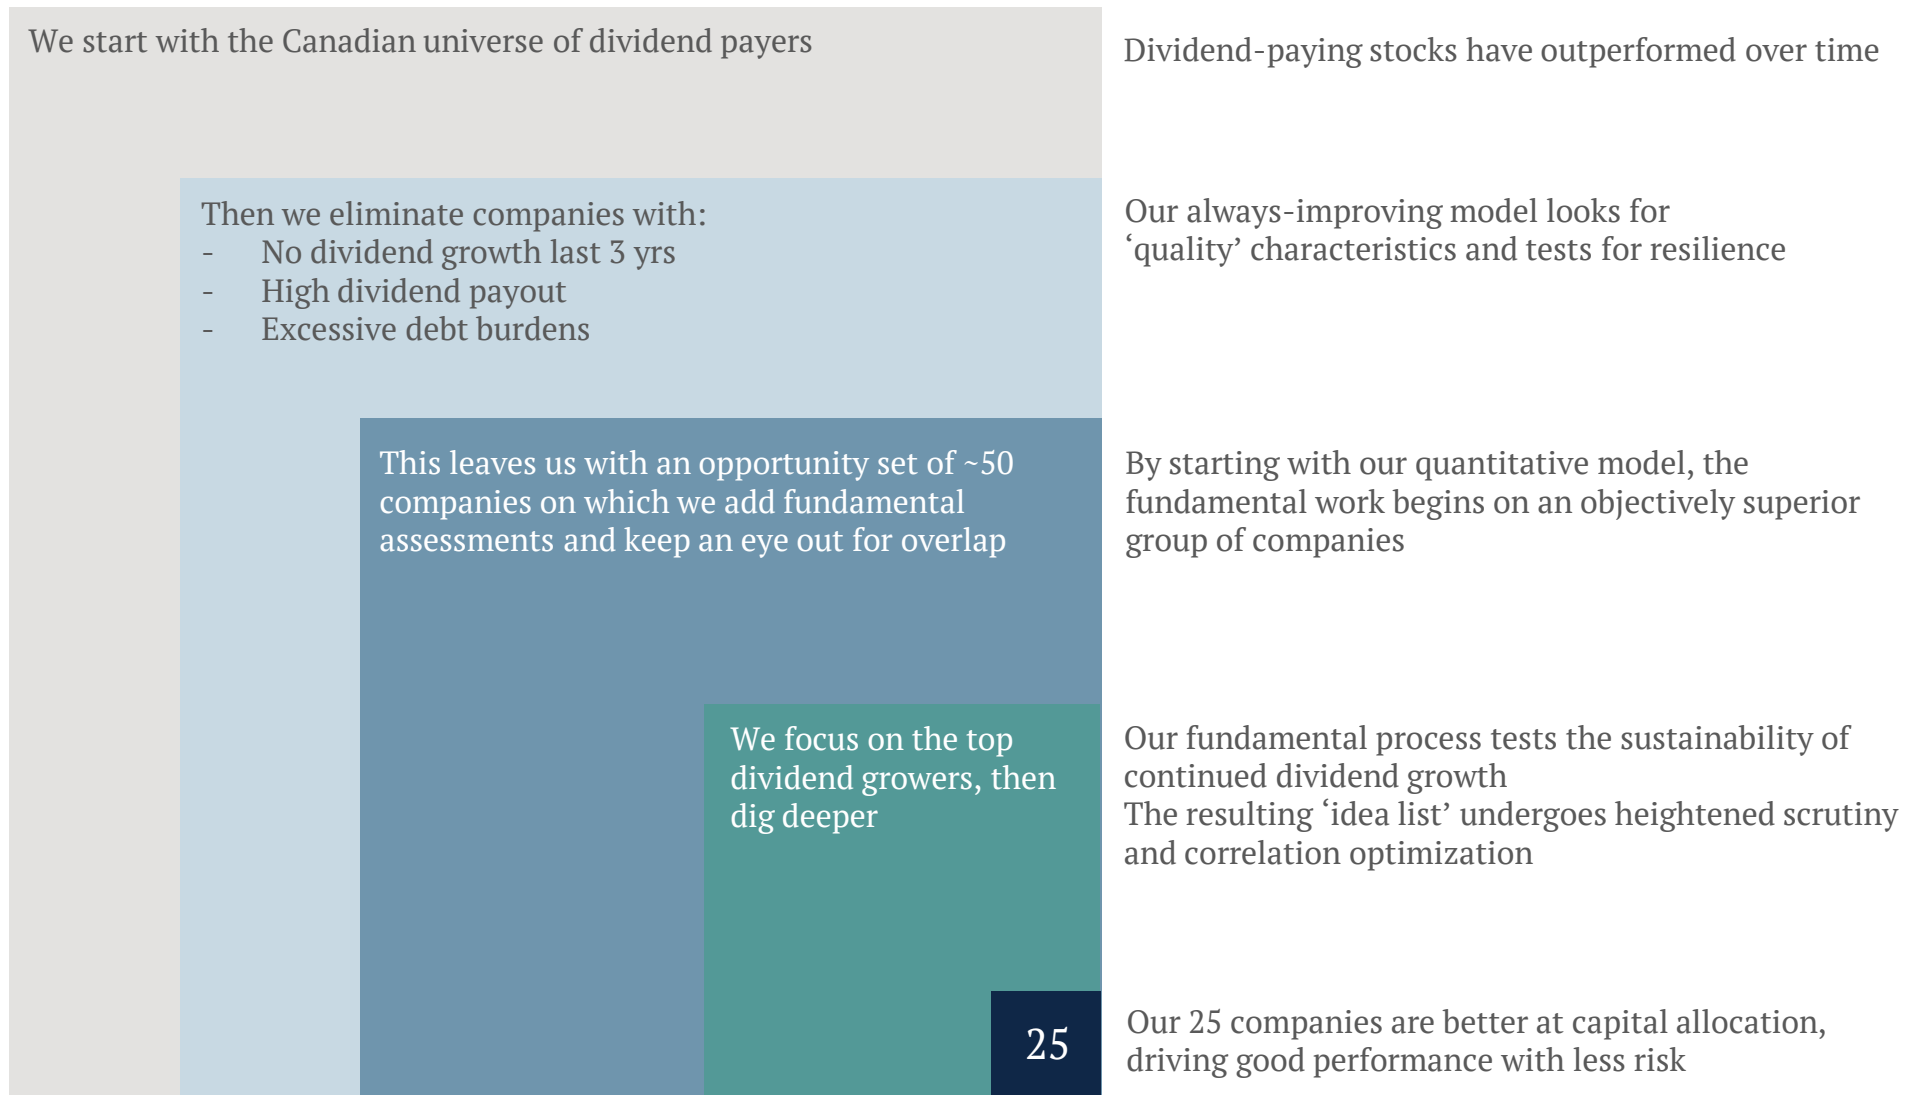 We start with the Canadian universe of dividend payers
Dividend-paying stocks have outperformed over time
Then we eliminate companies with:
- No dividend growth last 3 yrs
- High dividend payout
- Excessive debt burdens
Our always-improving model looks for
‘quality’ characteristics and tests for resilience
This leaves us with an opportunity set of ~50
companies on which we add fundamental
assessments and keep an eye out for overlap
By starting with our quantitative model, the
fundamental work begins on an objectively superior
group of companies
We focus on the top
dividend growers, then
dig deeper
Our fundamental process tests the sustainability of
continued dividend growth
The resulting ‘idea list’ undergoes heightened scrutiny
and correlation optimization
25
Our 25 companies are better at capital allocation,
driving good performance with less risk